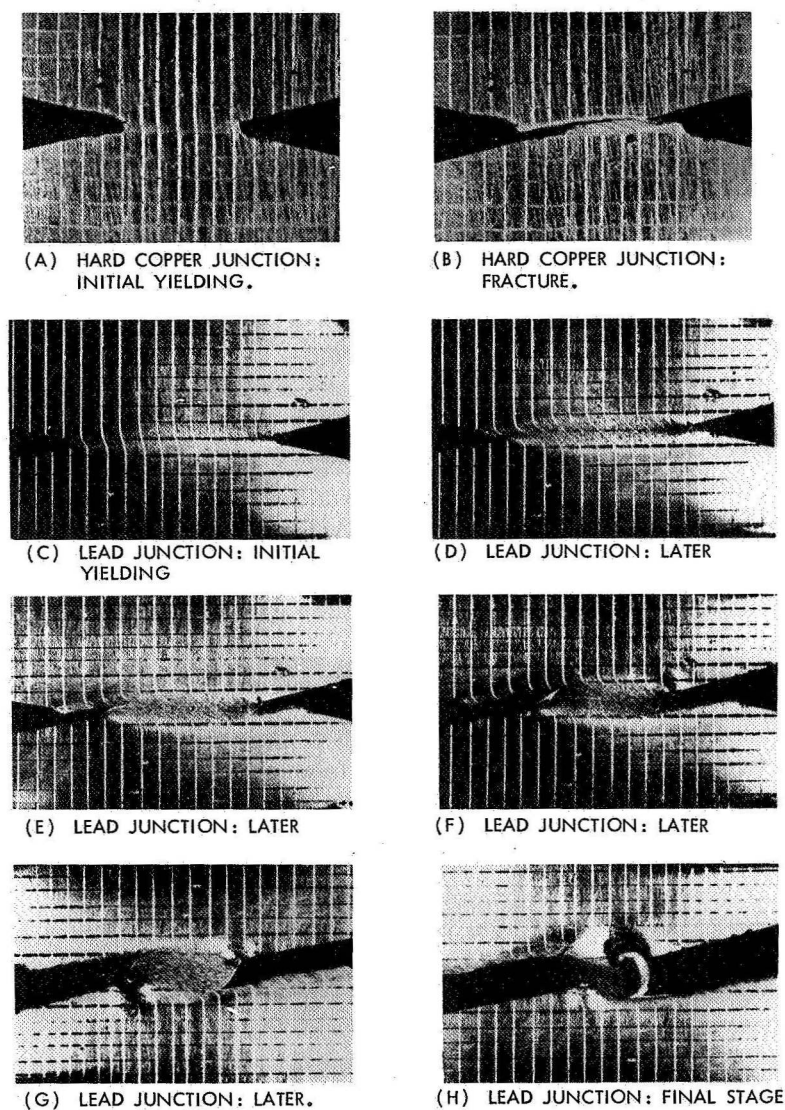 (A) HARD COPPER JUNCTION:
INITIAL YIELDING.
(B) HARD COPPER JUNCTION:
FRACTURE.
(C) LEAD JUNCTION: INITIAL
YIELDING
(D) LEAD JUNCTION: LATER
(E) LEAD JUNCTION: LATER
(F) LEAD JUNCTION: LATER
(G) LEAD JUNCTION: LATER.
(H) LEAD JUNCTION: FINAL STAGE